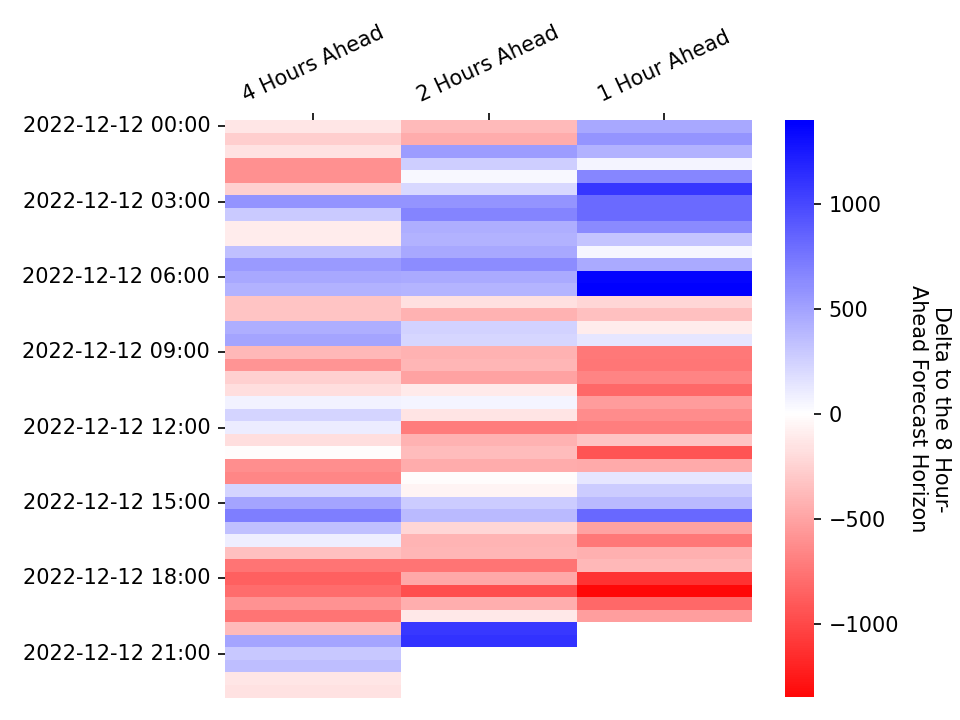 4 Hours Ahead
2 Hours Ahead
1 Hour Ahead
2022-12-12 00:00
2022-12-12 03:00
2022-12-12 06:00
2022-12-12 09:00
2022-12-12 12:00
2022-12-12 15:00
2022-12-12 18:00
2022-12-12 21:00
1000
500
0
−500
−1000
Delta to the 8 Hour-
Ahead Forecast Horizon